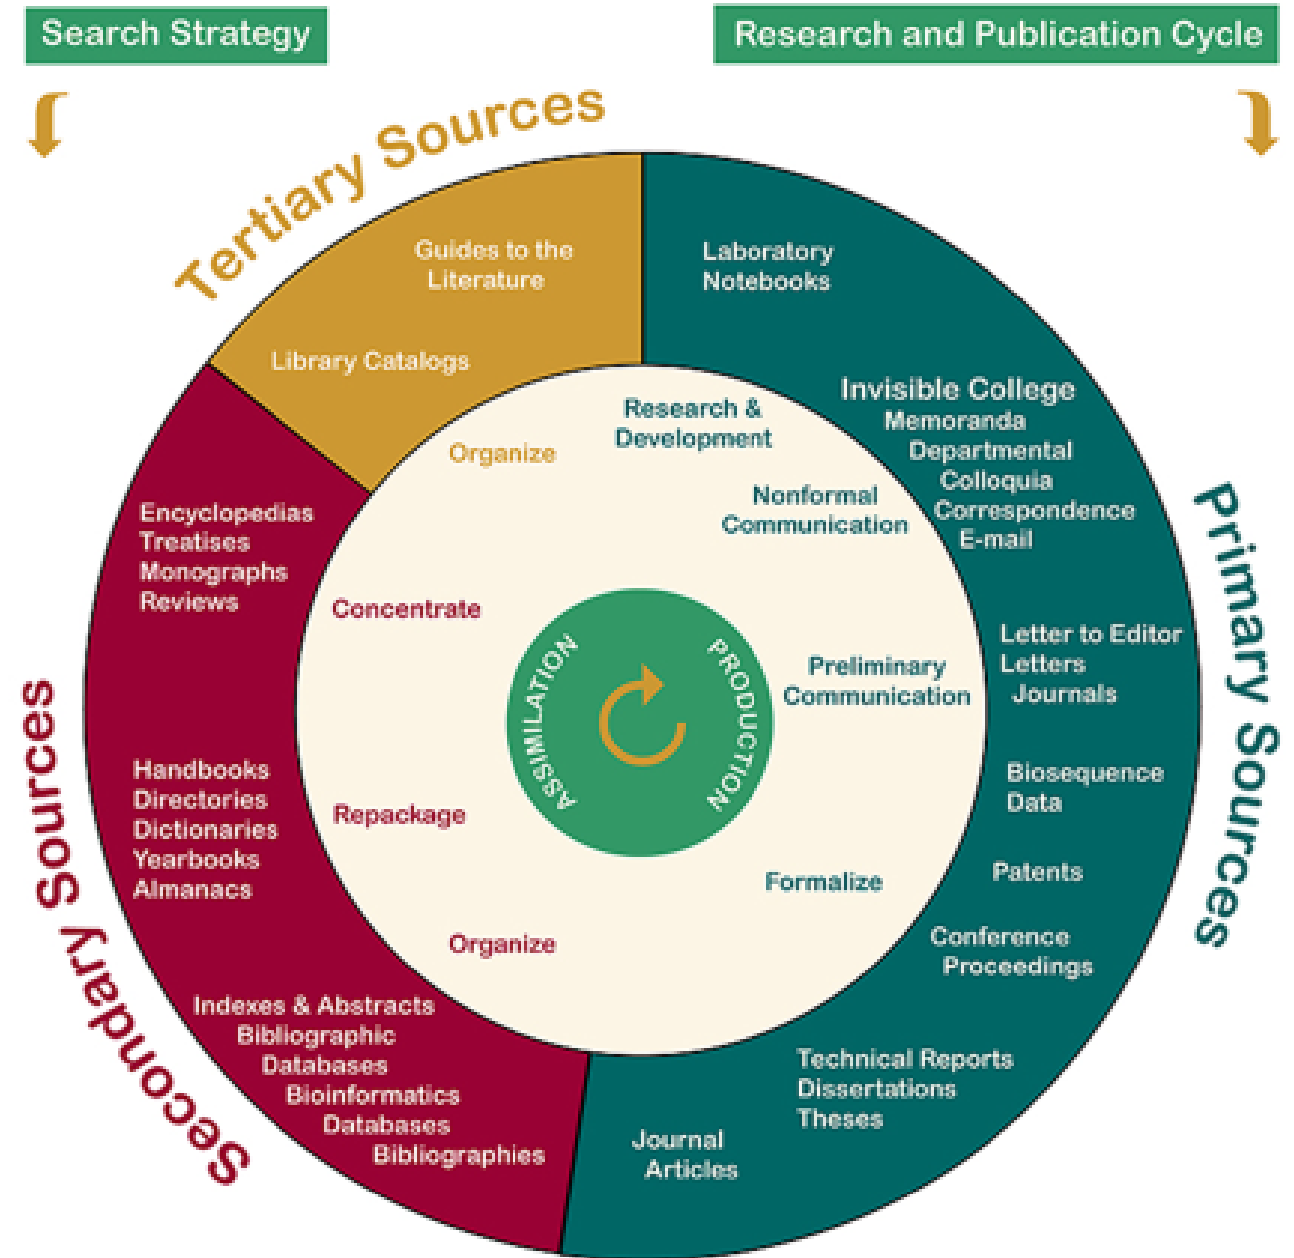 Search Strategy
Research and Publication Cycle
Tertiary Sources
Guides to the
Literature
Library Catalogs
Laboratory
Notebooks
Invisible College
Memoranda
Departmental
Colloquia
Correspondence
E-mail
Letter to Editor
Letters
Journals
Biosequence
Data
Patents
Conference
Proceedings
Technical Reports
Dissertations
Theses
Journal
Articles
Primary Sources
Research &
Development
Nonformal
Communication
Preliminary
Communication
Formalize
Organize
Concentrate
Repackage
Organize
ASSIMILATION
PRODUCTION
Encyclopedias
Treatises
Monographs
Reviews
Handbooks
Directories
Dictionaries
Yearbooks
Almanacs
Indexes & Abstracts
Bibliographic
Databases
Bioinformatics
Databases
Bibliographies
Secondary Sources